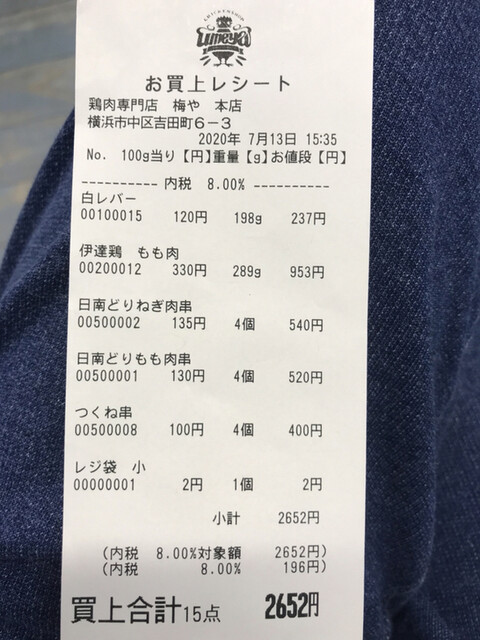 CHICKENSHOP
Umeya
お買上レシート
鶏肉専門店 梅や 本店
横浜市中区吉田町6-3
2020年 7月13日 15:35
No. 100g当り【円】重量【g】お値段【円】
---------- 内税 8.00% ----------
白レバー
00100015 120円 198g 237円
伊達鶏 もも肉
00200012 330円 289g 953円
日南どりねぎ肉串
00500002 135円 4個 540円
日南どりもも肉串
00500001 130円 4個 520円
つくね串
00500008 100円 4個 400円
レジ袋 小
00000001 2円 1個 2円
小計 2652円
(内税 8.00%対象額 2652円)
(内税 8.00% 196円)
買上合計15点 2652円